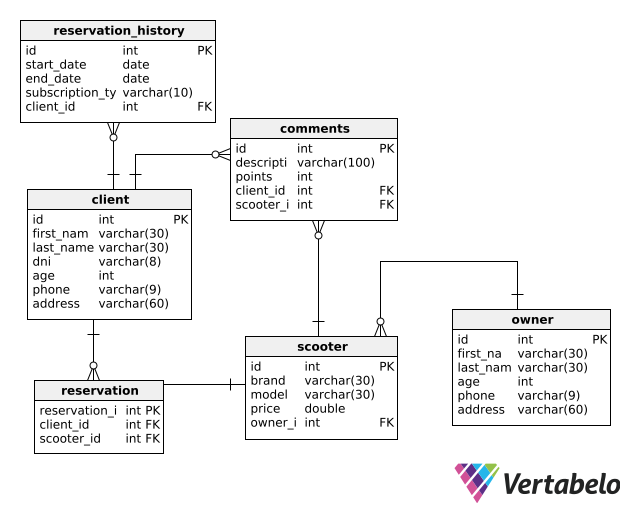 reservation_history
id int PK
start_date date
end_date date
subscription_ty varchar(10)
client_id int FK
comments
id int PK
descripti varchar(100)
points int
client_id int FK
scooter_i int FK
client
id int PK
first_nam varchar(30)
last_name varchar(30)
dni varchar(8)
age int
phone varchar(9)
address varchar(60)
owner
id int PK
first_na varchar(30)
last_nam varchar(30)
age int
phone varchar(9)
address varchar(60)
scooter
id int PK
brand varchar(30)
model varchar(30)
price double
owner_i int FK
reservation
reservation_i int PK
client_id int FK
scooter_id int FK
Vertabelo